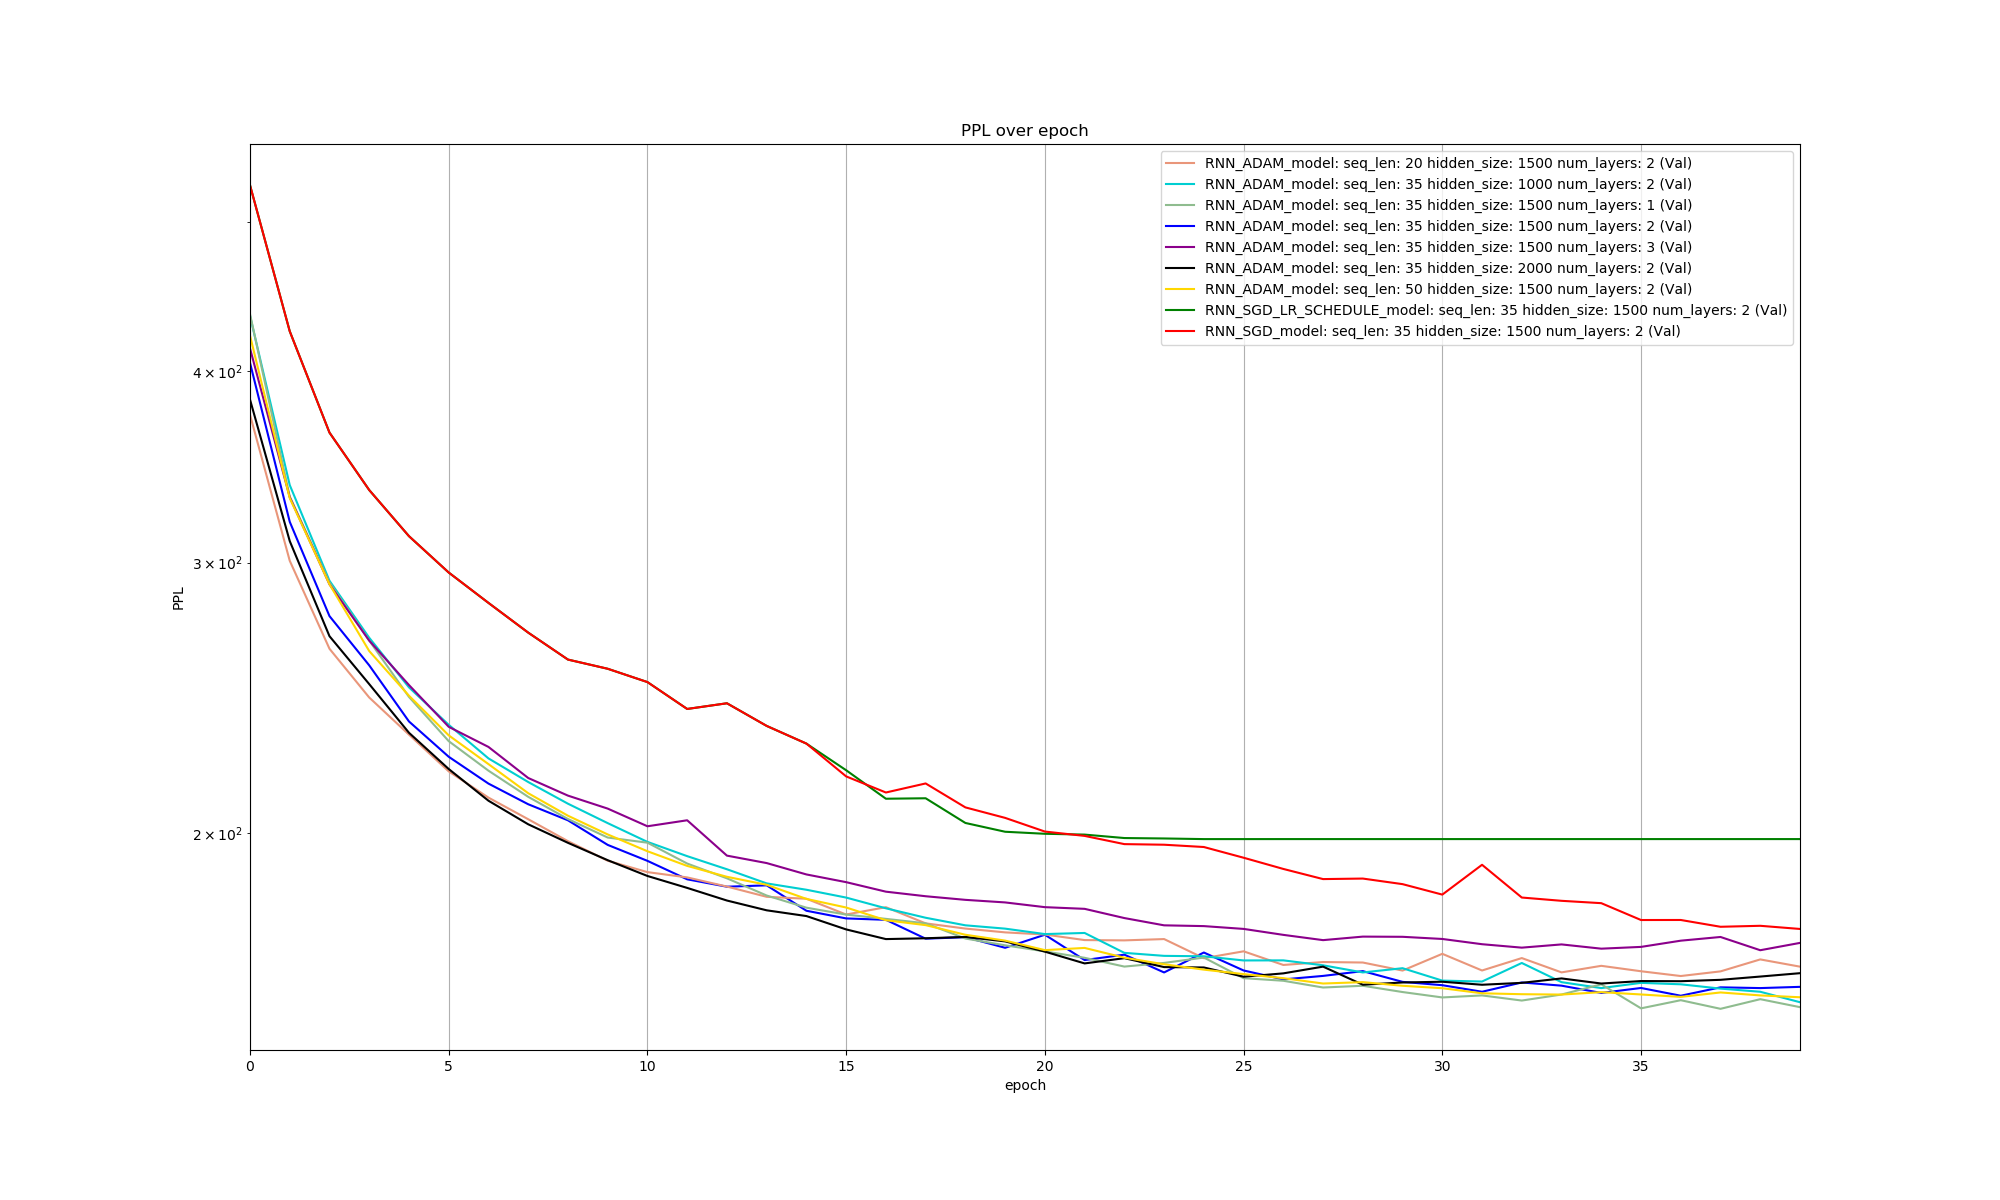 PPL over epoch
RNN_ADAM_model: seq_len: 20 hidden_size: 1500 num_layers: 2 (Val)
RNN_ADAM_model: seq_len: 35 hidden_size: 1000 num_layers: 2 (Val)
RNN_ADAM_model: seq_len: 35 hidden_size: 1500 num_layers: 1 (Val)
RNN_ADAM_model: seq_len: 35 hidden_size: 1500 num_layers: 2 (Val)
RNN_ADAM_model: seq_len: 35 hidden_size: 1500 num_layers: 3 (Val)
RNN_ADAM_model: seq_len: 35 hidden_size: 2000 num_layers: 2 (Val)
RNN_ADAM_model: seq_len: 50 hidden_size: 1500 num_layers: 2 (Val)
RNN_SGD_LR_SCHEDULE_model: seq_len: 35 hidden_size: 1500 num_layers: 2 (Val)
RNN_SGD_model: seq_len: 35 hidden_size: 1500 num_layers: 2 (Val)
4 × 10²
3 × 10²
PPL
2 × 10²
0 5 10 15 20 25 30 35
epoch